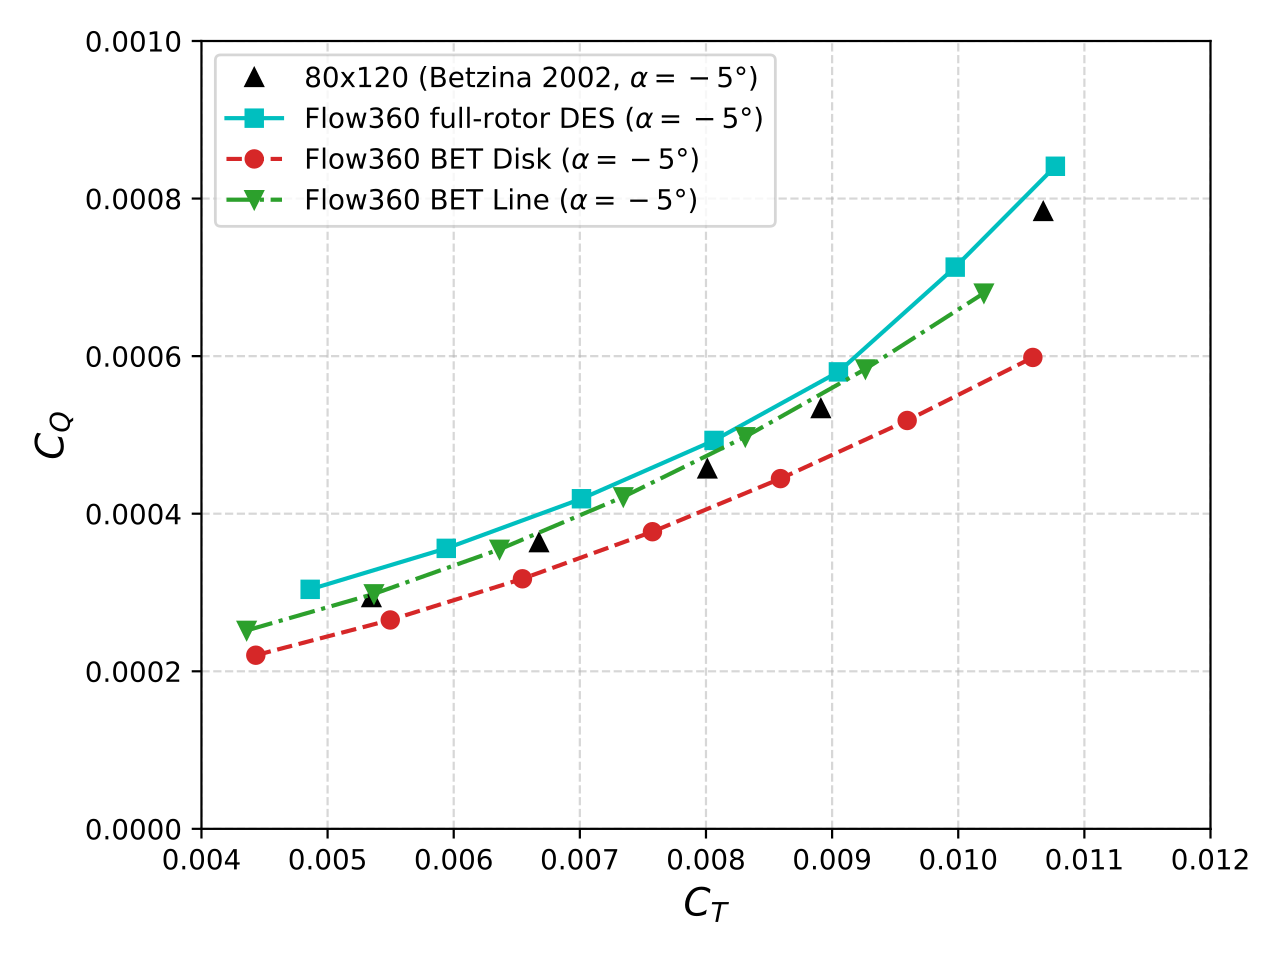 0.0010
0.0008
0.0006
0.0004
0.0002
0.0000
80x120 (Betzina 2002, α = − 5°)
Flow360 full-rotor DES (α = − 5°)
Flow360 BET Disk (α = − 5°)
Flow360 BET Line (α = − 5°)
C_Q
0.004 0.005 0.006 0.007 0.008 0.009 0.010 0.011 0.012
C_T